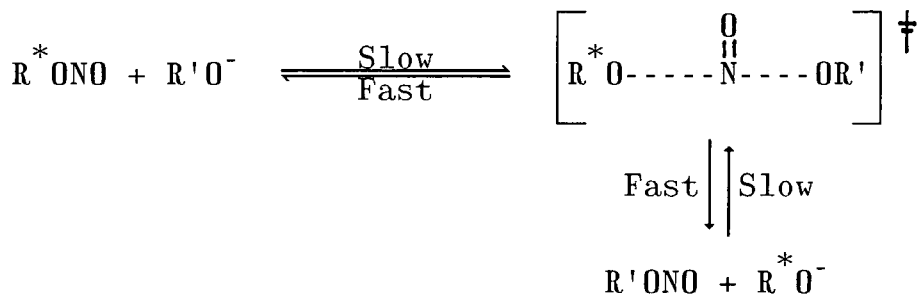 O
‡
R*ONO + R'O⁻ Slow [R*O-----N----OR']
Fast
Fast Slow
R'ONO + R*O⁻